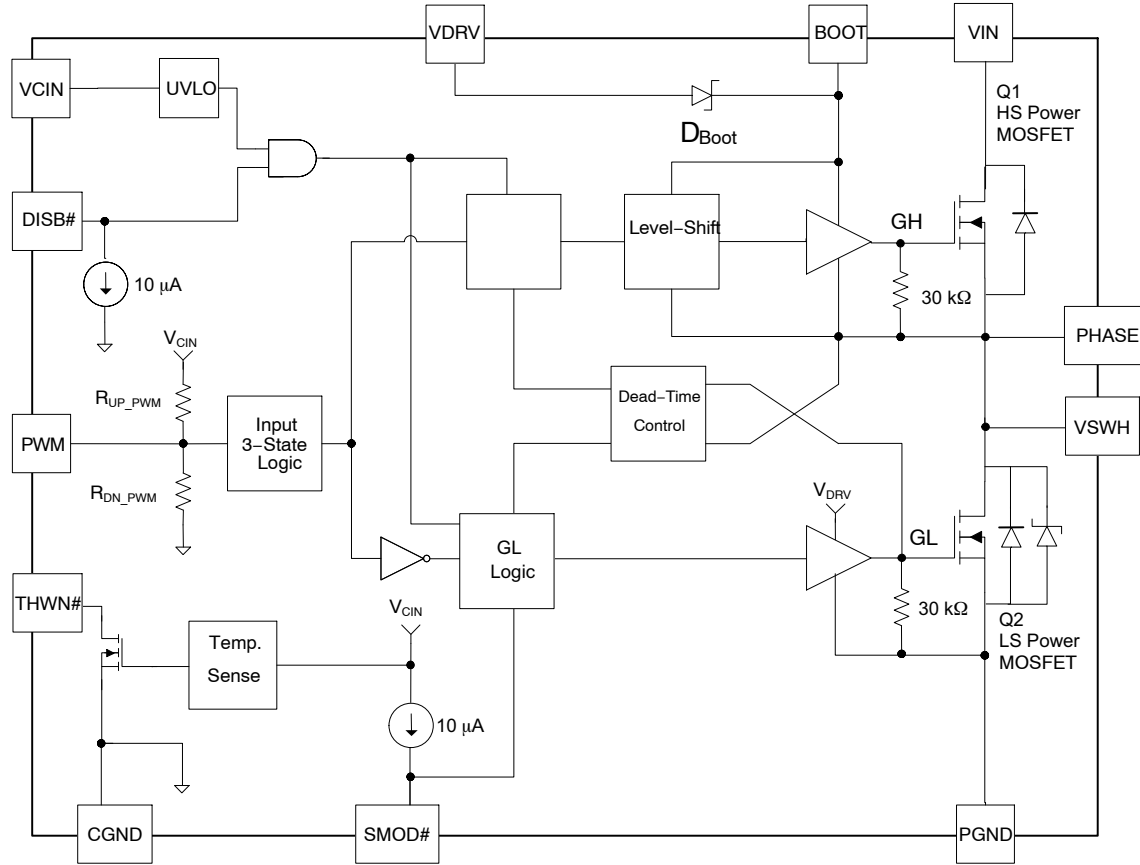 VDRV
BOOT
VIN
VCIN
UVLO
Q1
HS Power
MOSFET
DBoot
DISB#
Level−Shift
GH
10 μA
30 kΩ
VCIN
PHASE
RUP_PWM
Dead−Time
Control
PWM
Input
3−State
Logic
VSWH
RDN_PWM
VDRV
GL
Logic
GL
THWN#
30 kΩ
VCIN
Temp.
Sense
Q2
LS Power
MOSFET
10 μA
CGND
SMOD#
PGND